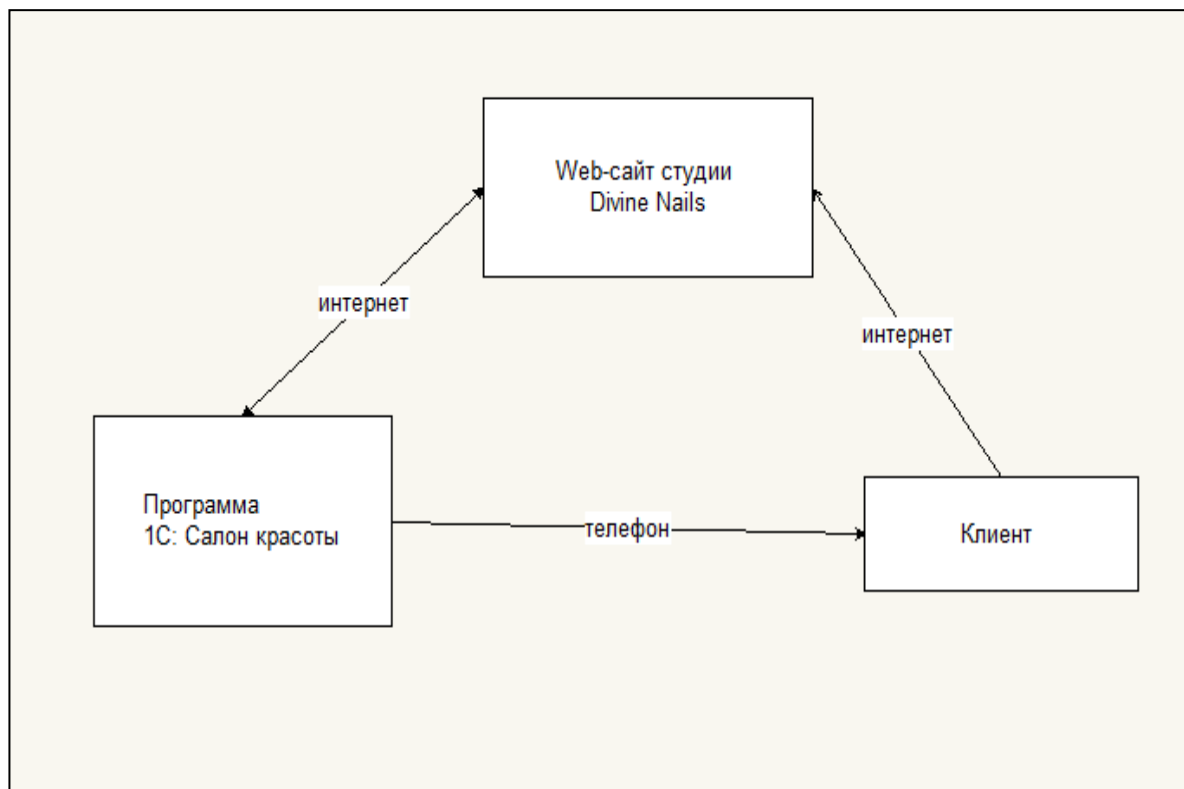 Web-сайт студии
Divine Nails
интернет
интернет
Программа
1С: Салон красоты
телефон
Клиент